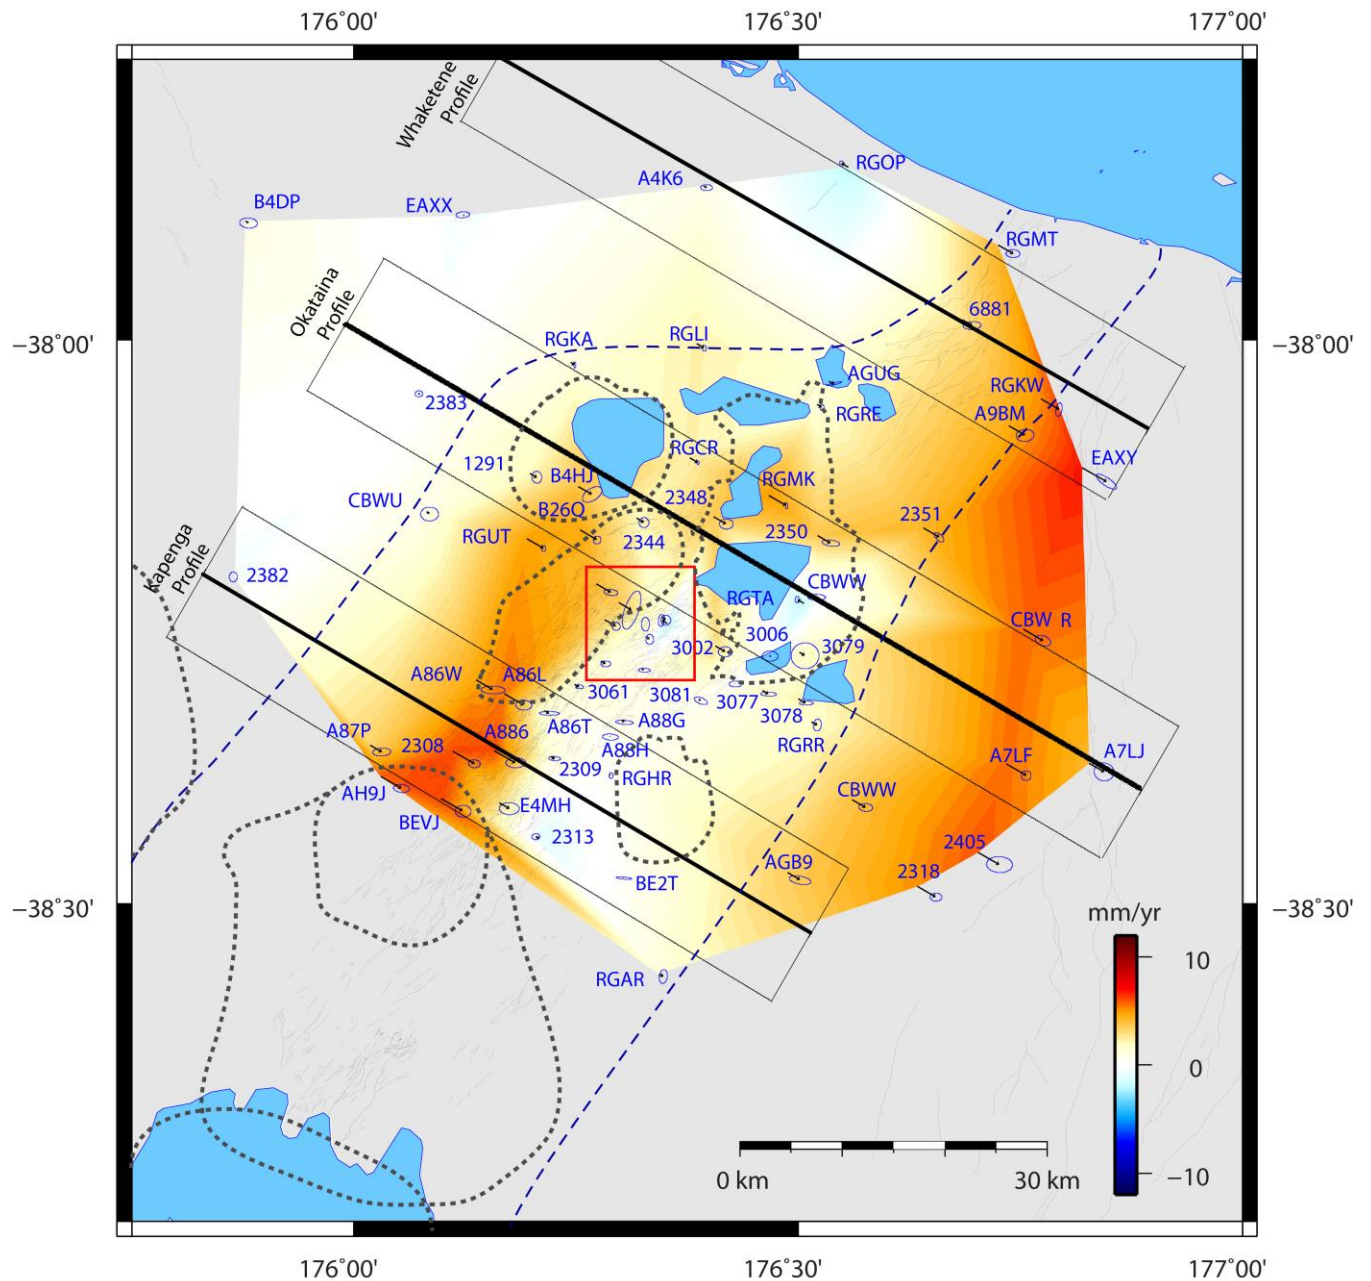 176˚00'
176˚30'
177˚00'
Whaketene
Profile
RGOP
A4K6
B4DP
EAXX
RGMT
Okataina
Profile
6881
−38˚00'
−38˚00'
RGKA
RGLI
AGUG
RGKW
2383
RGRE
A9BM
1291
RGCR
EAXY
B4HJ
RGMK
CBWU
2348
B26Q
2351
RGUT
2344
2350
Kapenga
Profile
2382
CBWW
RGTA
CBW R
3002
3006
3079
A86W
A86L
3061
3081
3077
3078
A87P
2308
A886
A86T
A88G
RGRR
A88H
A7LF
A7LJ
2309
RGHR
AH9J
CBWW
BEVJ
E4MH
2313
2405
AGB9
2318
BE2T
−38˚30'
−38˚30'
mm/yr
10
RGAR
0
−10
0 km
30 km
176˚00'
176˚30'
177˚00'